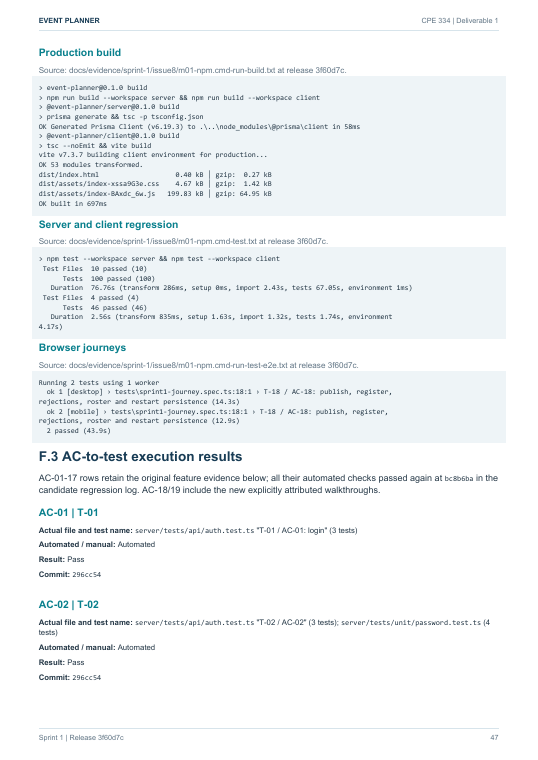 EVENT PLANNER
CPE 334 | Deliverable 1
Production build
Source: docs/evidence/sprint-1/issue8/m01-npm.cmd-run-build.txt at release 3f60d7c.
> event-planner@0.1.0 build
> npm run build --workspace server && npm run build --workspace client
> @event-planner/server@0.1.0 build
> prisma generate && tsc -p tsconfig.json
OK Generated Prisma Client (v6.19.3) to .\..\node_modules\@prisma\client in 58ms
> @event-planner/client@0.1.0 build
> tsc --noEmit && vite build
vite v7.3.7 building client environment for production...
OK 53 modules transformed.
dist/index.html 0.40 kB │ gzip: 0.27 kB
dist/assets/index-xssa9G3e.css 4.67 kB │ gzip: 1.42 kB
dist/assets/index-BAxdc_6w.js 199.83 kB │ gzip: 64.95 kB
OK built in 697ms
Server and client regression
Source: docs/evidence/sprint-1/issue8/m01-npm.cmd-test.txt at release 3f60d7c.
> npm test --workspace server && npm test --workspace client
Test Files 10 passed (10)
Tests 100 passed (100)
Duration 76.76s (transform 286ms, setup 0ms, import 2.43s, tests 67.05s, environment 1ms)
Test Files 4 passed (4)
Tests 46 passed (46)
Duration 2.56s (transform 835ms, setup 1.63s, import 1.32s, tests 1.74s, environment
4.17s)
Browser journeys
Source: docs/evidence/sprint-1/issue8/m01-npm.cmd-run-test-e2e.txt at release 3f60d7c.
Running 2 tests using 1 worker
ok 1 [desktop] › tests\sprint1-journey.spec.ts:18:1 › T-18 / AC-18: publish, register,
rejections, roster and restart persistence (14.3s)
ok 2 [mobile] › tests\sprint1-journey.spec.ts:18:1 › T-18 / AC-18: publish, register,
rejections, roster and restart persistence (12.9s)
2 passed (43.9s)
F.3 AC-to-test execution results
AC-01-17 rows retain the original feature evidence below; all their automated checks passed again at bc8b6ba in the
candidate regression log. AC-18/19 include the new explicitly attributed walkthroughs.
AC-01 | T-01
Actual file and test name: server/tests/api/auth.test.ts "T-01 / AC-01: login" (3 tests)
Automated / manual: Automated
Result: Pass
Commit: 296cc54
AC-02 | T-02
Actual file and test name: server/tests/api/auth.test.ts "T-02 / AC-02" (3 tests); server/tests/unit/password.test.ts (4
tests)
Automated / manual: Automated
Result: Pass
Commit: 296cc54
Sprint 1 | Release 3f60d7c
47